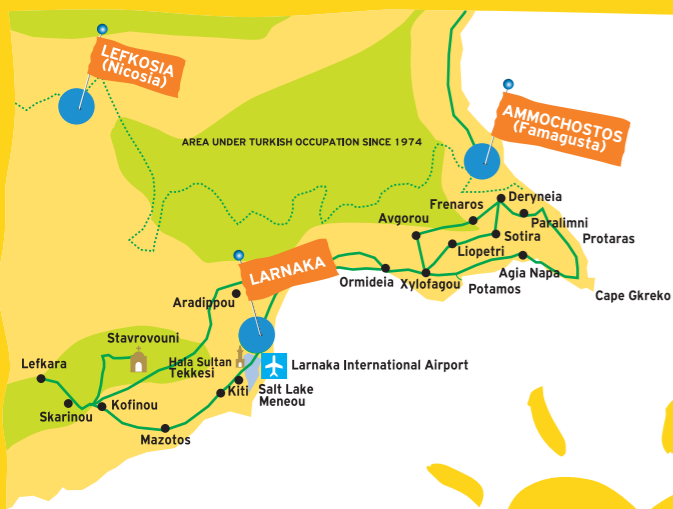 LEFKOSIA
(Nicosia)
AMMOCHOSTOS
(Famagusta)
AREA UNDER TURKISH OCCUPATION SINCE 1974
Deryneia
Frenaros
Paralimni
Avgorou
Sotira
Protaras
Liopetri
LARNAKA
Agia Napa
Ormideia
Xylofagou
Potamos
Cape Gkreko
Aradippou
Stavrovouni
Hala Sultan
Tekkesi
Larnaka International Airport
Lefkara
Kiti
Salt Lake
Meneou
Skarinou
Kofinou
Mazotos